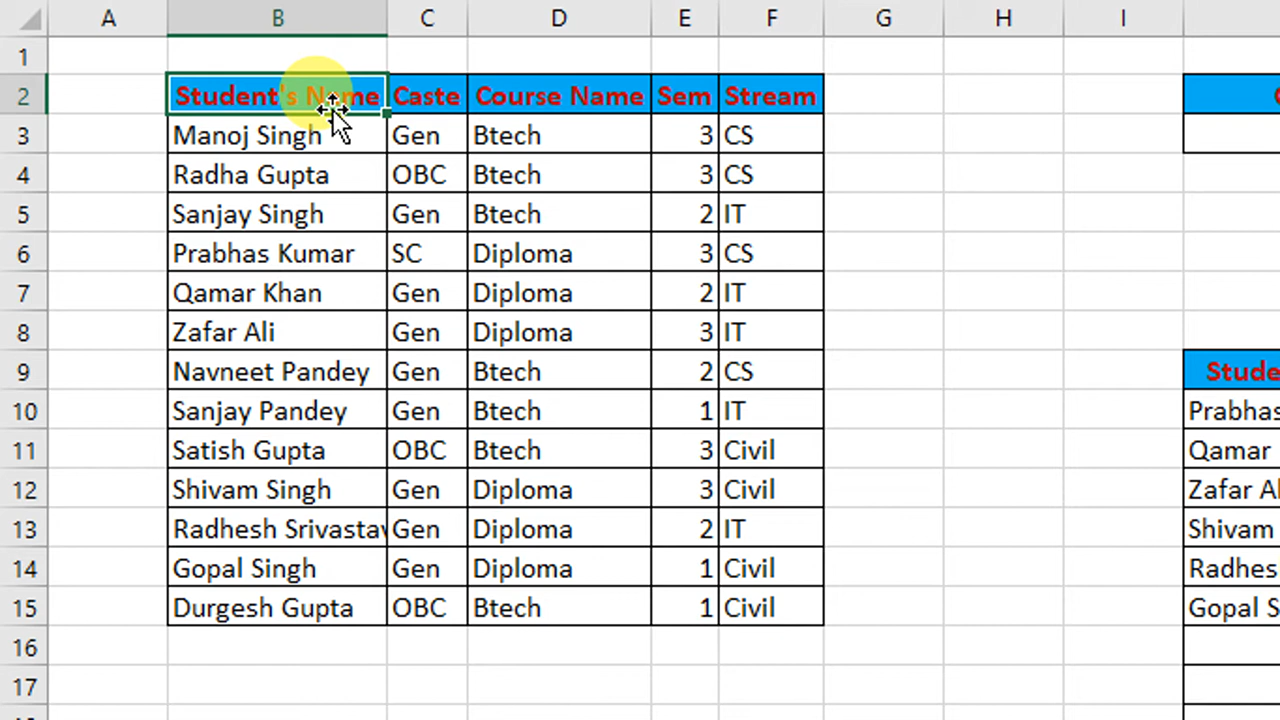 A B C D E F G H I
1
2 Student's Name Caste Course Name Sem Stream
3 Manoj Singh Gen Btech 3 CS
4 Radha Gupta OBC Btech 3 CS
5 Sanjay Singh Gen Btech 2 IT
6 Prabhas Kumar SC Diploma 3 CS
7 Qamar Khan Gen Diploma 2 IT
8 Zafar Ali Gen Diploma 3 IT
9 Navneet Pandey Gen Btech 2 CS Stude
10 Sanjay Pandey Gen Btech 1 IT Prabhas
11 Satish Gupta OBC Btech 3 Civil Qamar
12 Shivam Singh Gen Diploma 3 Civil Zafar Al
13 Radhesh Srivastav Gen Diploma 2 IT Shivam
14 Gopal Singh Gen Diploma 1 Civil Radhes
15 Durgesh Gupta OBC Btech 1 Civil Gopal S
16
17